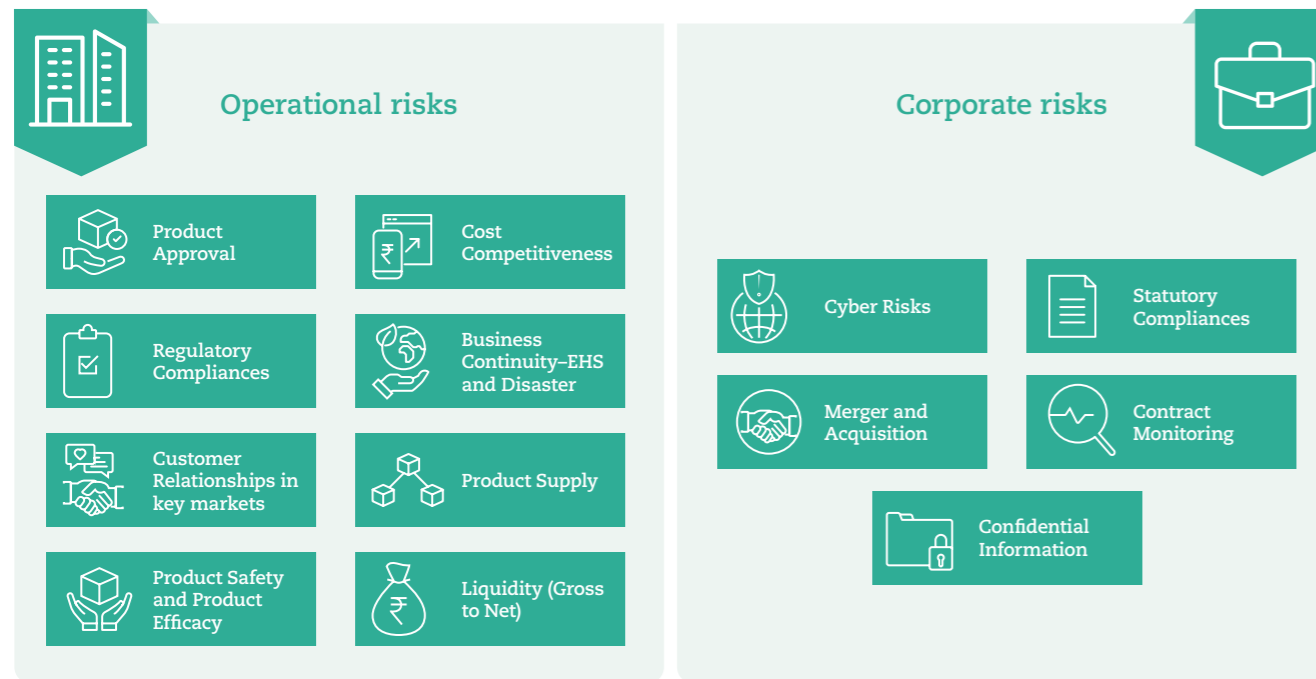 Operational risks
Product
Approval
Cost
Competitiveness
Regulatory
Compliances
Business
Continuity–EHS
and Disaster
Customer
Relationships in
key markets
Product Supply
Product Safety
and Product
Efficacy
Liquidity (Gross
to Net)
Corporate risks
Cyber Risks
Statutory
Compliances
Merger and
Acquisition
Contract
Monitoring
Confidential
Information
₹
₹